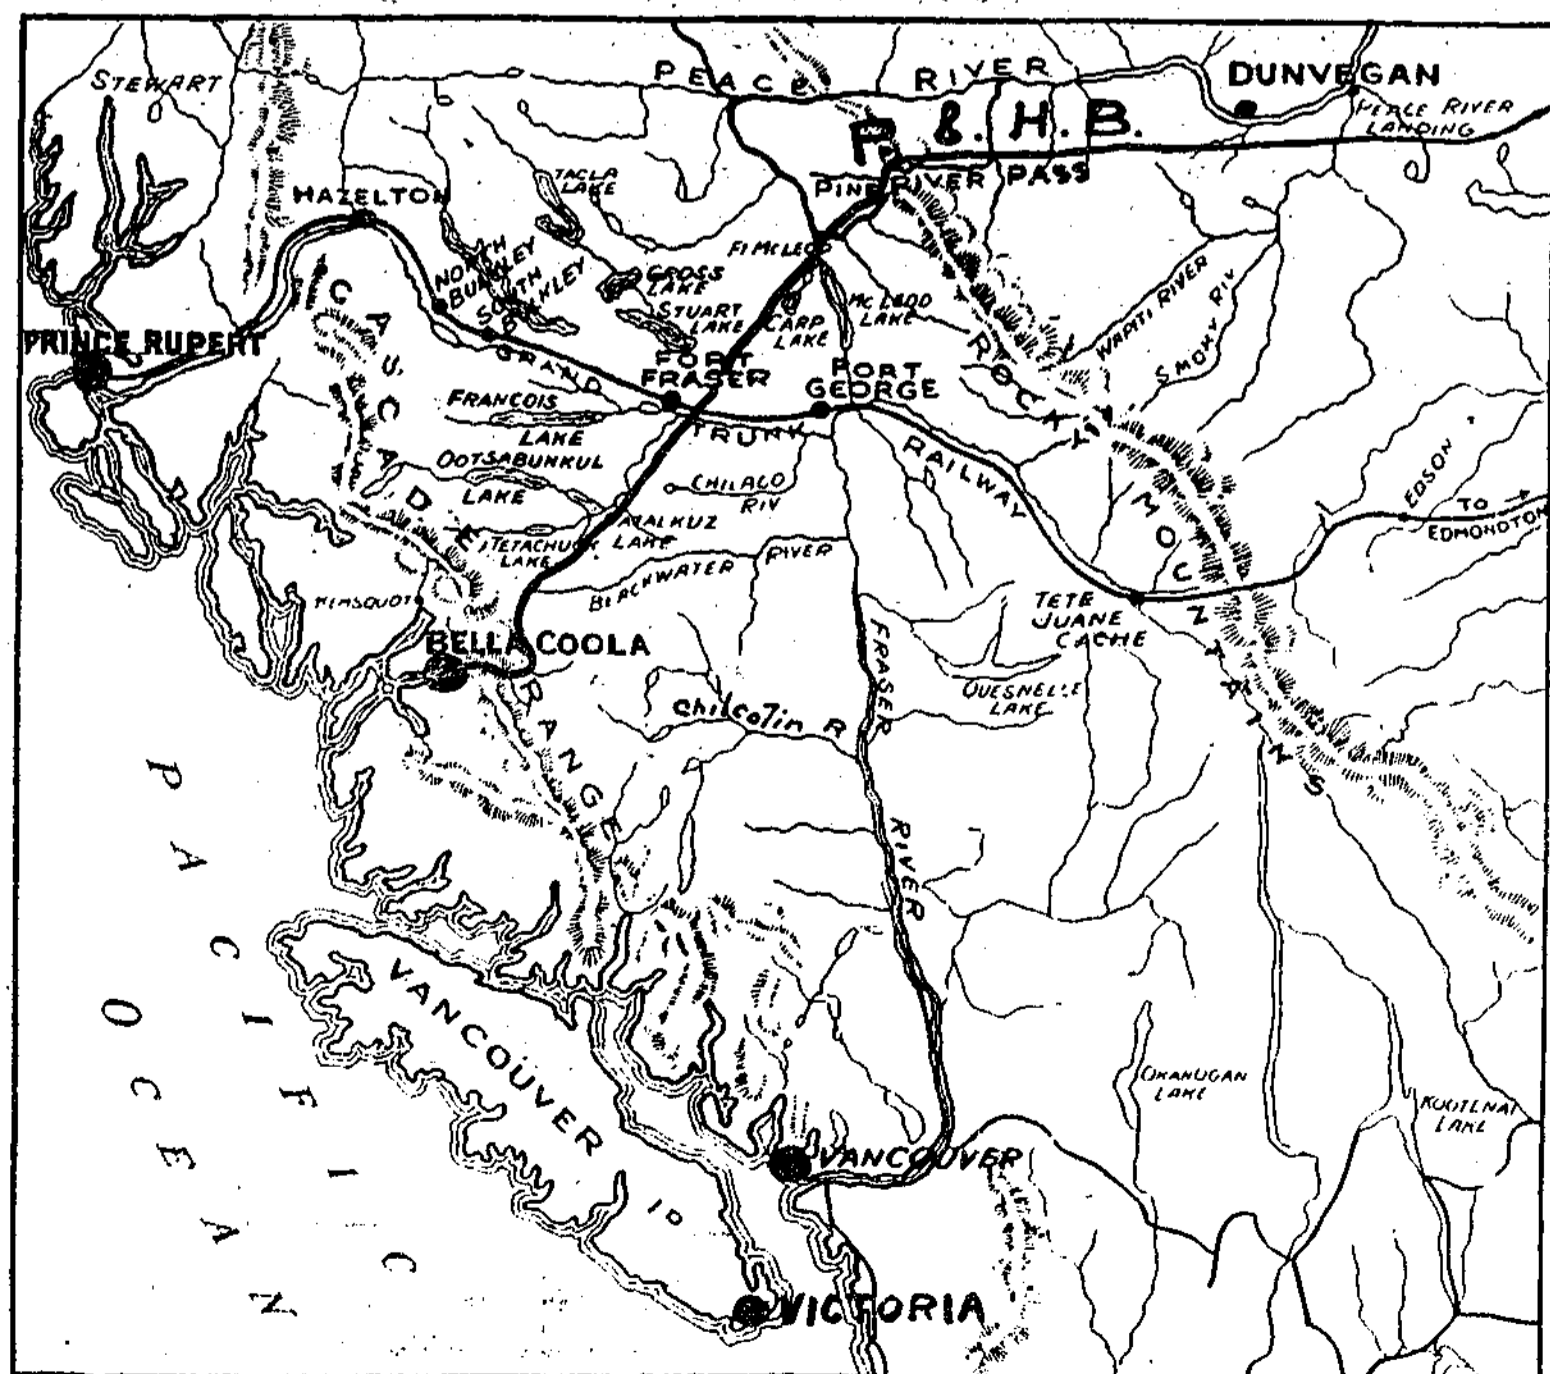 STEWART
PEACE RIVER
DUNVEGAN
PEACE RIVER
LANDING
P. & H. B.
PINE RIVER PASS
TACLA
LAKE
HAZELTON
NORTH
BULKLEY
SOUTH
BULKLEY
CROSS
LAKE
STUART
LAKE
FT MCLEOD
CARP
LAKE
MCLEOD
LAKE
WAPITI RIVER
SMOKY RIV
ROCKY MOUNTAINS
PRINCE RUPERT
CASCADE RANGE
GRAND TRUNK RAILWAY
FORT
FRASER
FORT
GEORGE
FRANCOIS
LAKE
OOTSABUNKUL
LAKE
CHILACO
RIV
TETACHUCK
LAKE
NATALKUZ
LAKE
BLACKWATER RIVER
EDSON
TO
EDMONTON
TETE
JUANE
CACHE
KEMSQUOT
BELLA COOLA
FRASER RIVER
QUESNELLE
LAKE
Chilcotin R
PACIFIC
OCEAN
VANCOUVER ID
OKANUGAN
LAKE
KOOTENAI
LAKE
VANCOUVER
VICTORIA